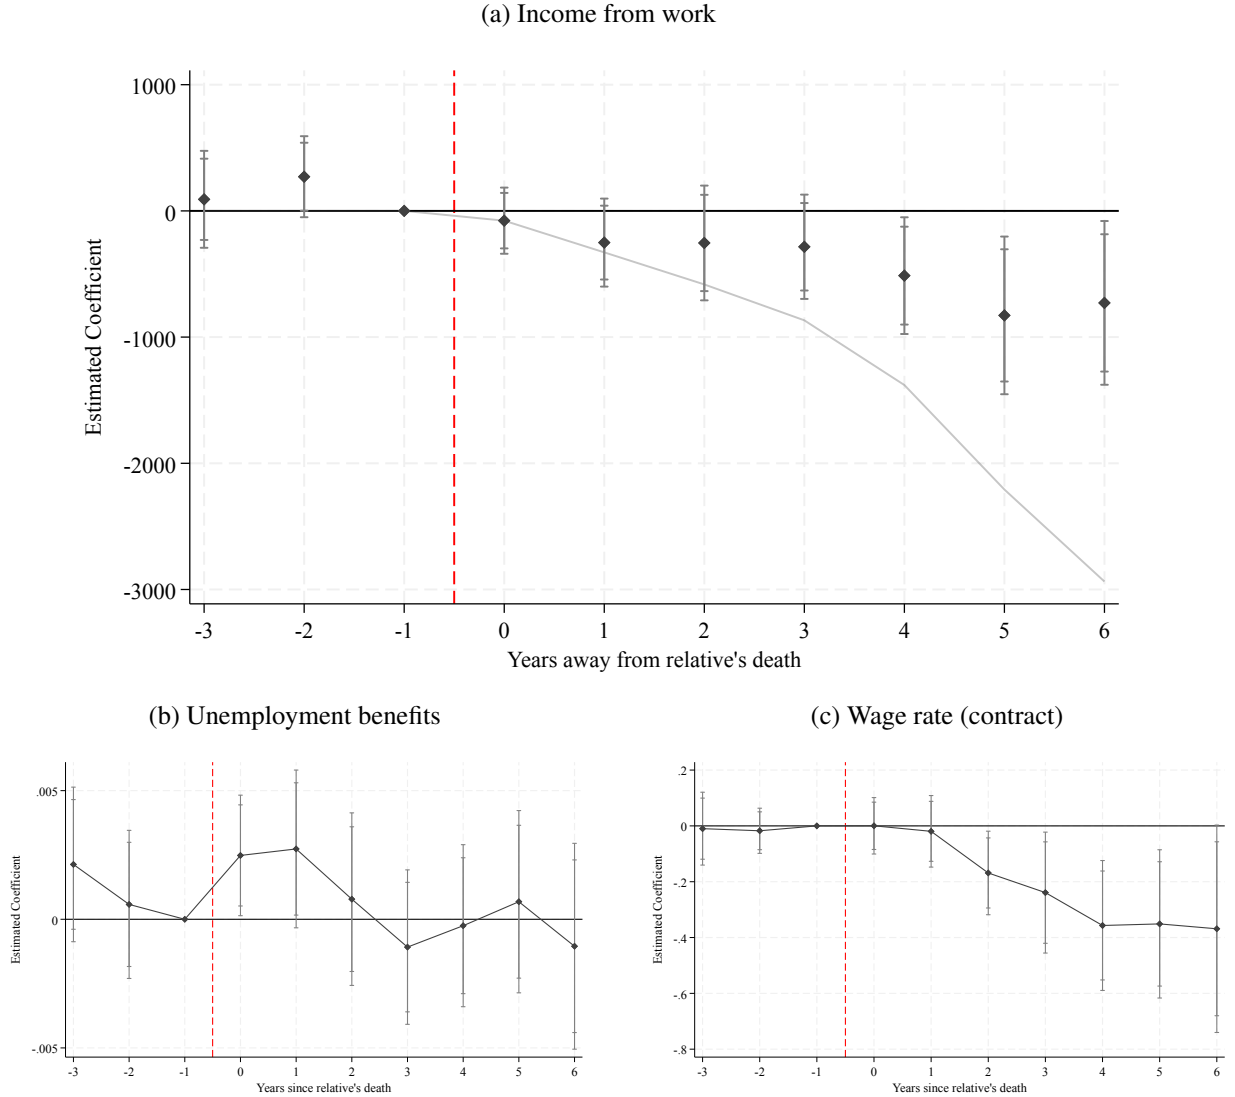 (a) Income from work
1000
0
-1000
-2000
-3000
Estimated Coefficient
-3 -2 -1 0 1 2 3 4 5 6
Years away from relative's death
(b) Unemployment benefits
.005
0
-.005
Estimated Coefficient
-3 -2 -1 0 1 2 3 4 5 6
Years since relative's death
(c) Wage rate (contract)
.2
0
-.2
-.4
-.6
-.8
Estimated Coefficient
-3 -2 -1 0 1 2 3 4 5 6
Years since relative's death